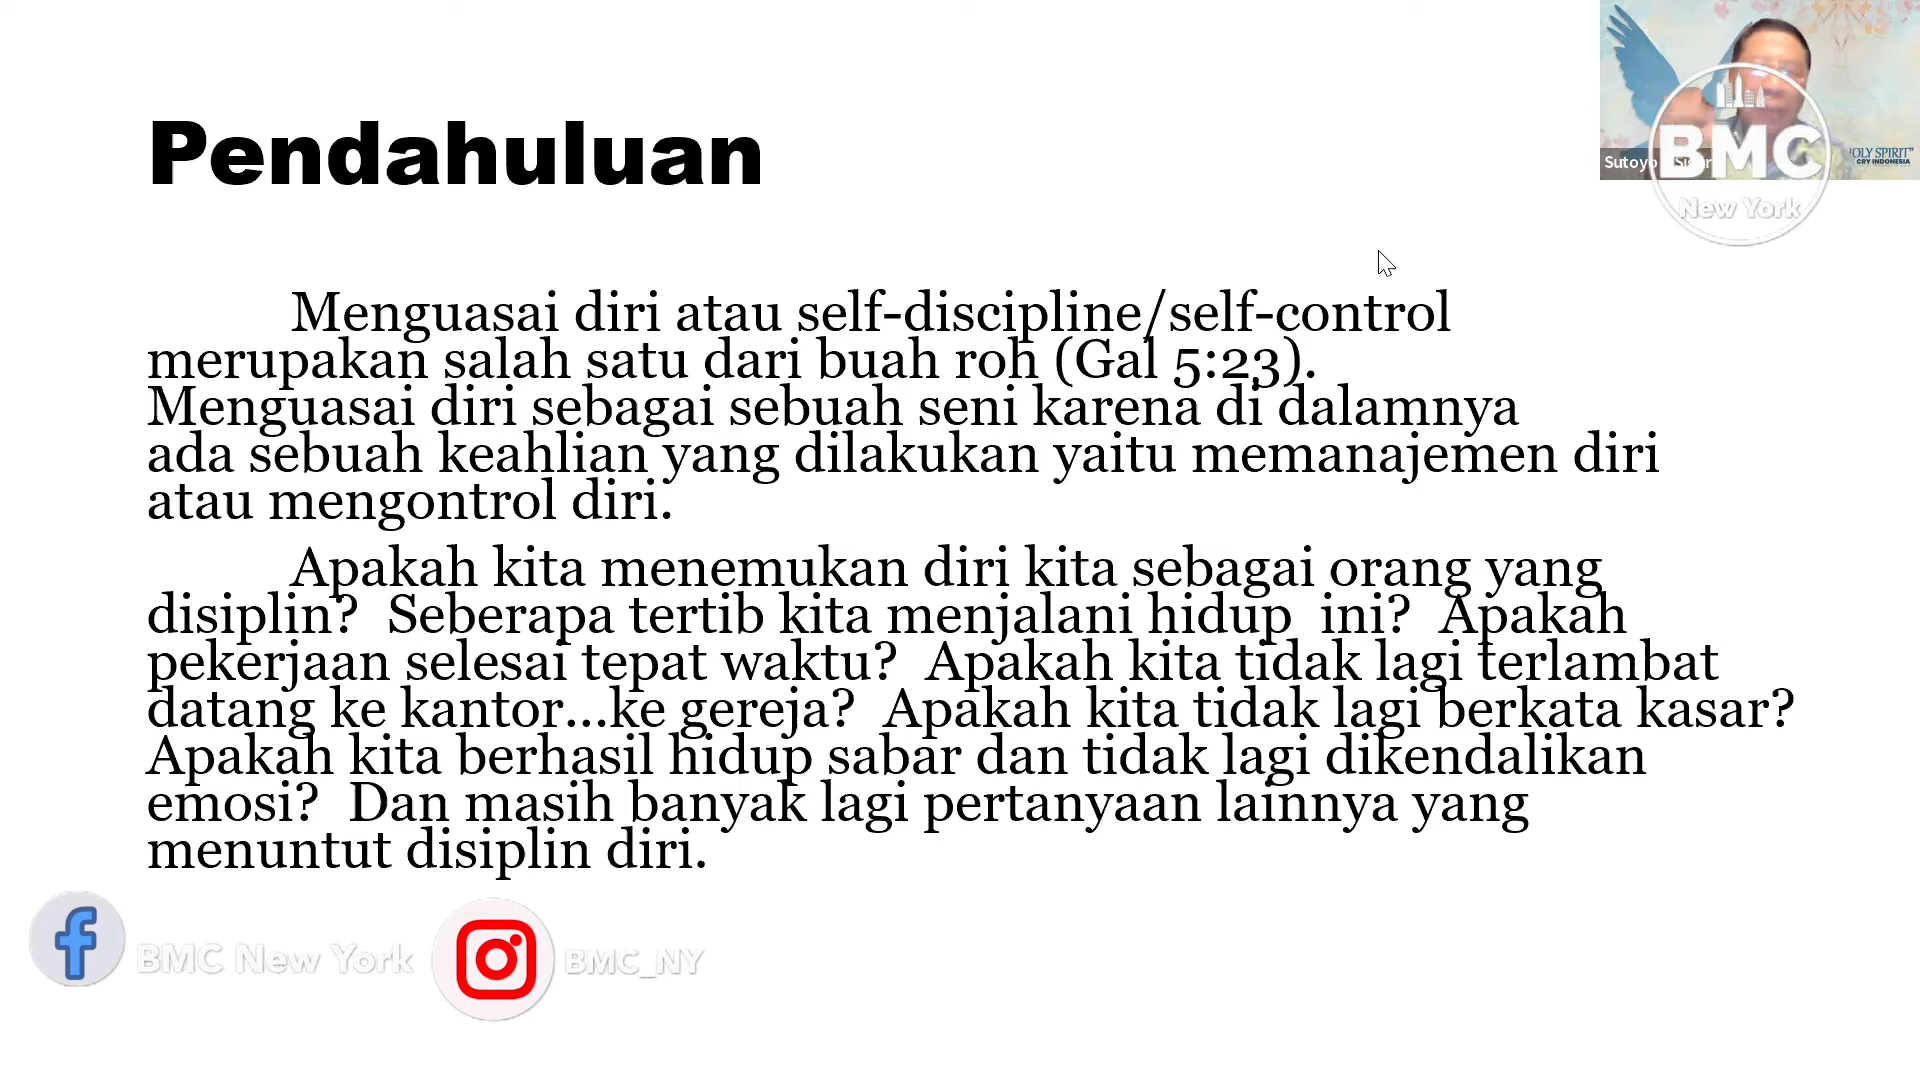 Pendahuluan
Menguasai diri atau self-discipline/self-control
merupakan salah satu dari buah roh (Gal 5:23).
Menguasai diri sebagai sebuah seni karena di dalamnya
ada sebuah keahlian yang dilakukan yaitu memanajemen diri
atau mengontrol diri.
Apakah kita menemukan diri kita sebagai orang yang
disiplin? Seberapa tertib kita menjalani hidup ini? Apakah
pekerjaan selesai tepat waktu? Apakah kita tidak lagi terlambat
datang ke kantor...ke gereja? Apakah kita tidak lagi berkata kasar?
Apakah kita berhasil hidup sabar dan tidak lagi dikendalikan
emosi? Dan masih banyak lagi pertanyaan lainnya yang
menuntut disiplin diri.
BMC
New York
SPIRIT"
CRY INDONESIA
BMC New York
BMC_NY